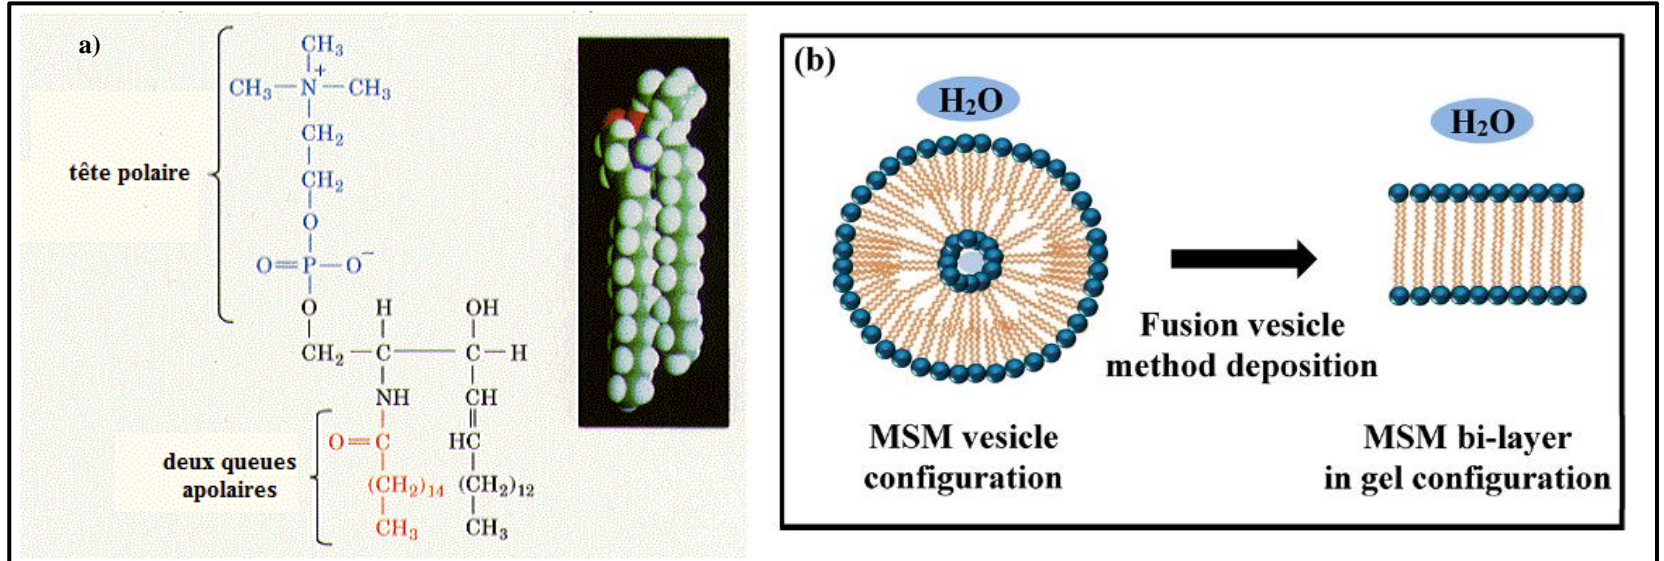 a)
CH₃
CH₃—N⁺—CH₃
CH₂
tête polaire
CH₂
O
O=P—O⁻
O H OH
CH₂—C—C—H
NH CH
O=C HC
deux queues
apolaires
(CH₂)₁₄ (CH₂)₁₂
CH₃ CH₃
(b)
H₂O
H₂O
Fusion vesicle
method deposition
MSM vesicle
configuration
MSM bi-layer
in gel configuration